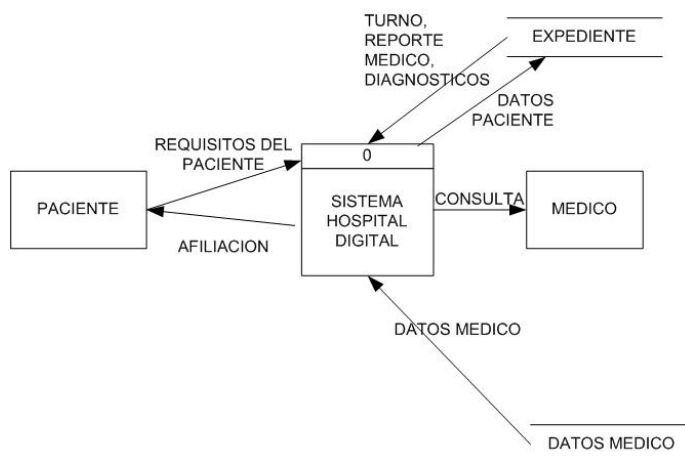 TURNO,
REPORTE
MEDICO,
DIAGNOSTICOS
EXPEDIENTE
DATOS
PACIENTE
REQUISITOS DEL
PACIENTE
0
PACIENTE
SISTEMA
HOSPITAL
DIGITAL
CONSULTA
MEDICO
AFILIACION
DATOS MEDICO
DATOS MEDICO